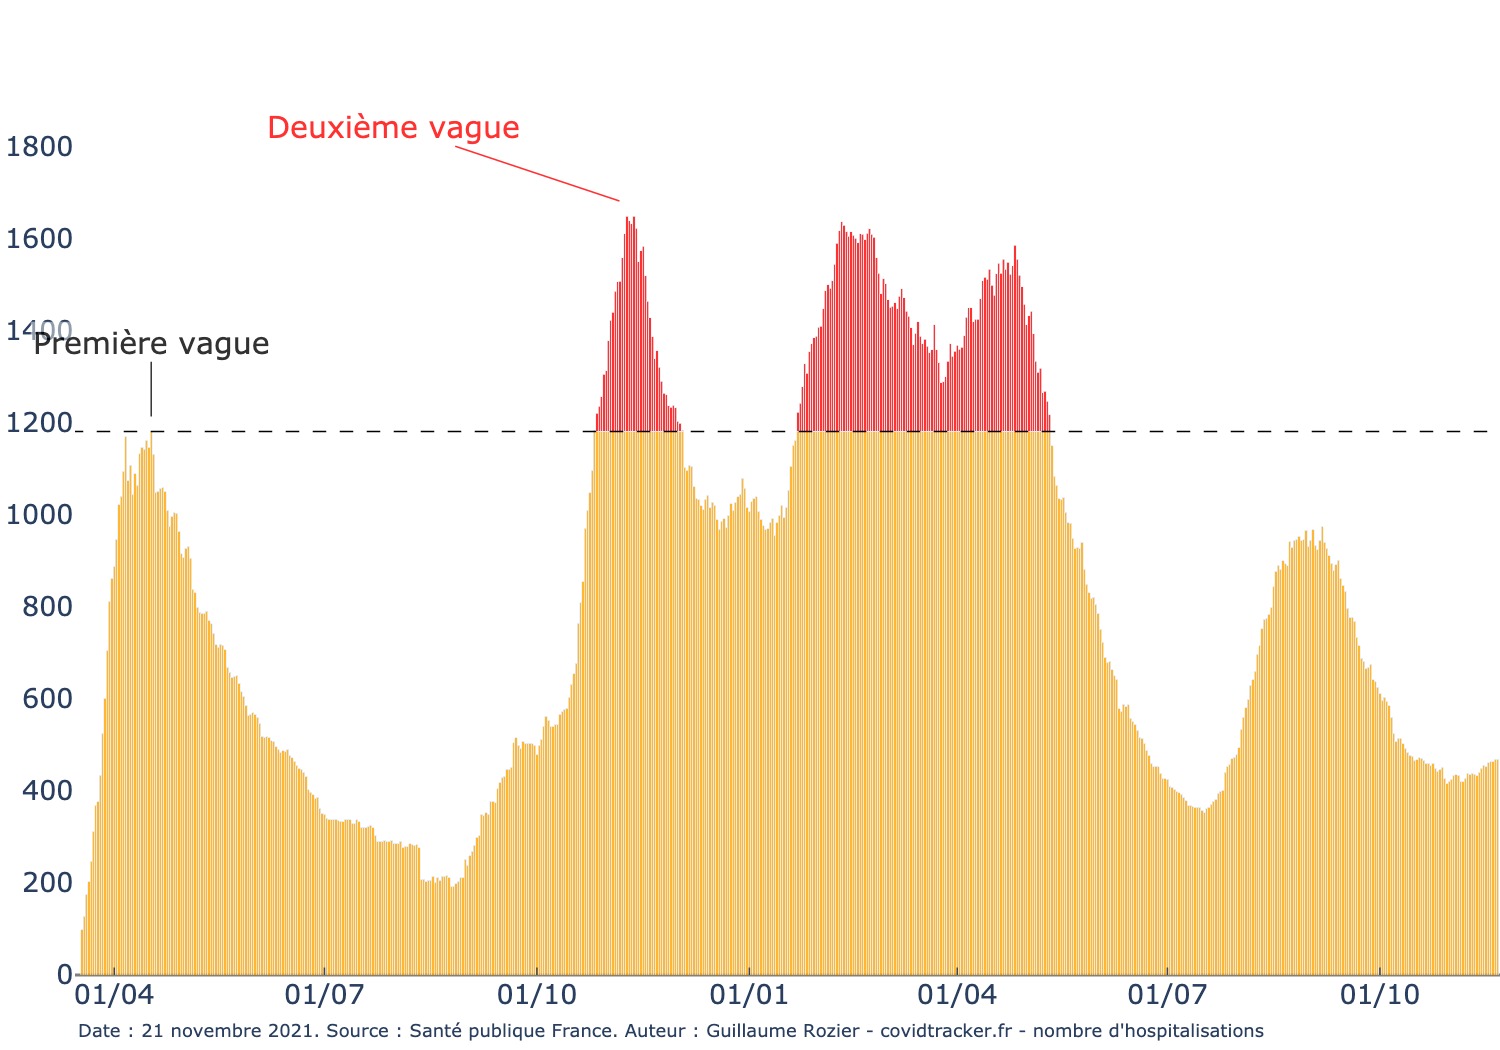 Deuxième vague
1800
1600
1400
Première vague
1200
1000
800
600
400
200
0
01/04 01/07 01/10 01/01 01/04 01/07 01/10
Date : 21 novembre 2021. Source : Santé publique France. Auteur : Guillaume Rozier - covidtracker.fr - nombre d'hospitalisations